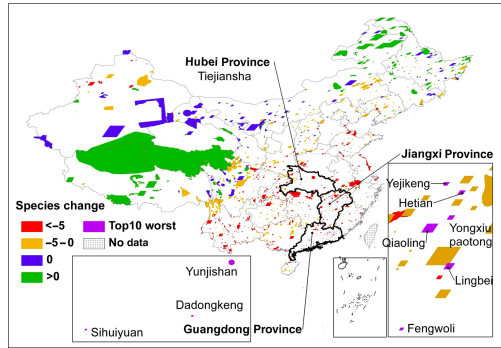 Hubei Province
Tiejiansha
Jiangxi Province
Yejikeng
Hetian
Yongxiu
paotong
Qiaoling
Lingbei
Fengwoli
Species change
<-5
Top10 worst
-5-0
No data
0
>0
Yunjishan
Dadongkeng
Sihuiyuan
Guangdong Province